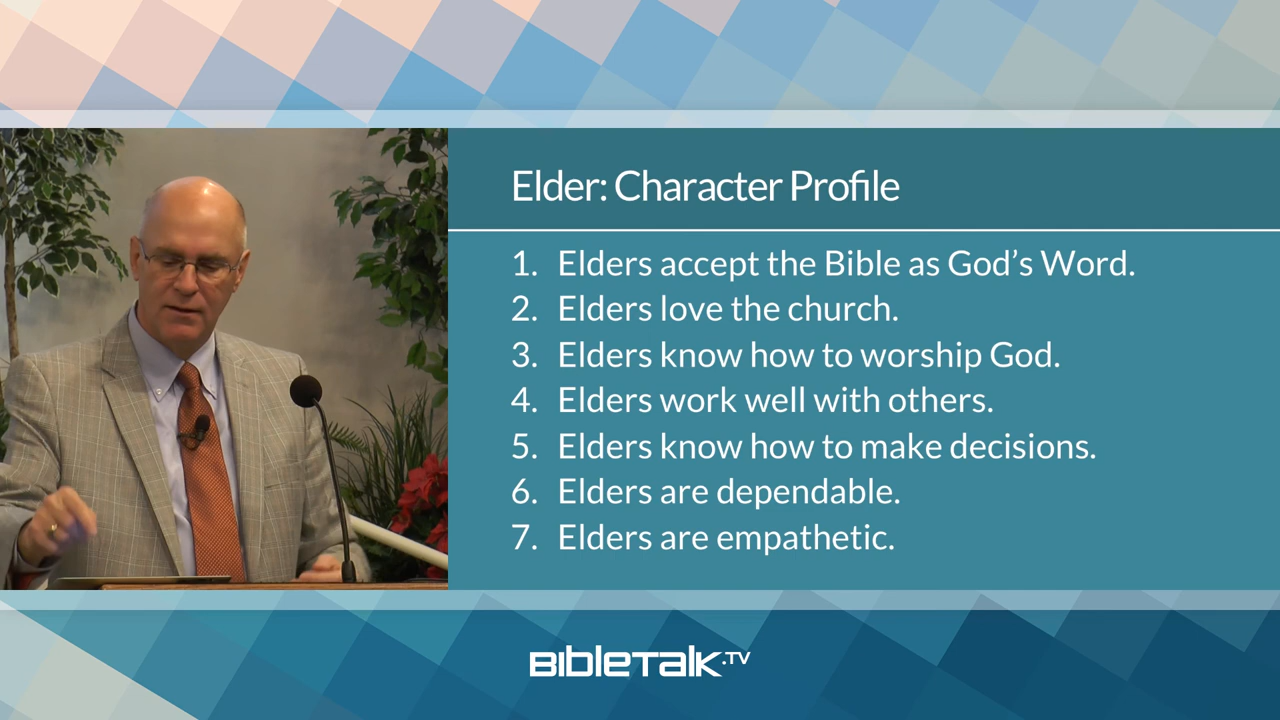 Elder: Character Profile
1. Elders accept the Bible as God’s Word.
2. Elders love the church.
3. Elders know how to worship God.
4. Elders work well with others.
5. Elders know how to make decisions.
6. Elders are dependable.
7. Elders are empathetic.
BibleTalk.TV